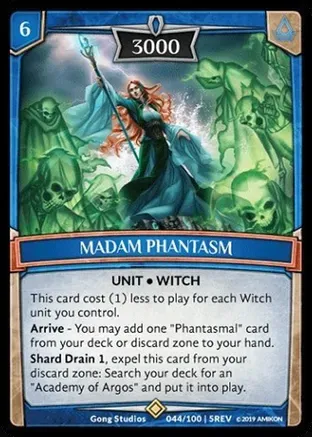 6
3000
MADAM PHANTASM
UNIT • WITCH
This card cost (1) less to play for each Witch
unit you control.
Arrive - You may add one "Phantasmal" card
from your deck or discard zone to your hand.
Shard Drain 1, expel this card from your
discard zone: Search your deck for an
"Academy of Argos" and put it into play.
Gong Studios 044/100 | SREV ©2019 AMIKON